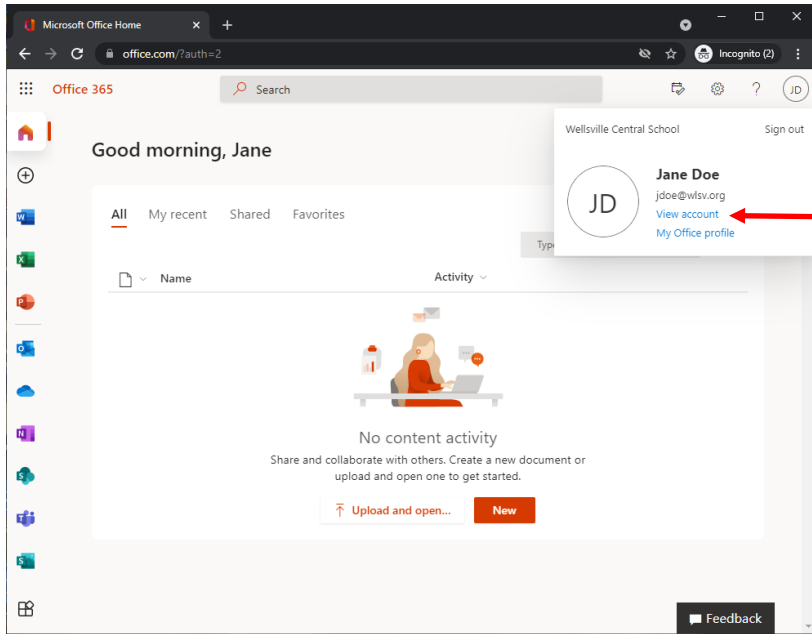 Microsoft Office Home
office.com/?auth=2
Incognito (2)
Office 365
Search
JD
Wellsville Central School
Sign out
Good morning, Jane
JD
Jane Doe
jdoe@wlsv.org
View account
My Office profile
All My recent Shared Favorites
Type
Name Activity
No content activity
Share and collaborate with others. Create a new document or
upload and open one to get started.
Upload and open... New
Feedback